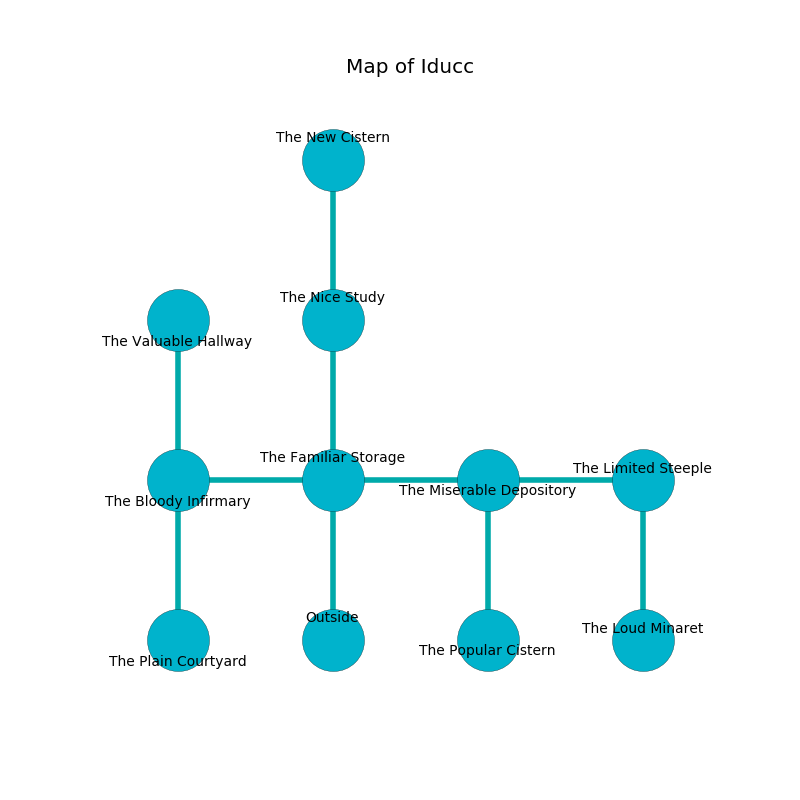 Map of Iducc
The New Cistern
The Nice Study
The Valuable Hallway
The Familiar Storage
The Limited Steeple
The Miserable Depository
The Bloody Infirmary
Outside
The Loud Minaret
The Popular Cistern
The Plain Courtyard